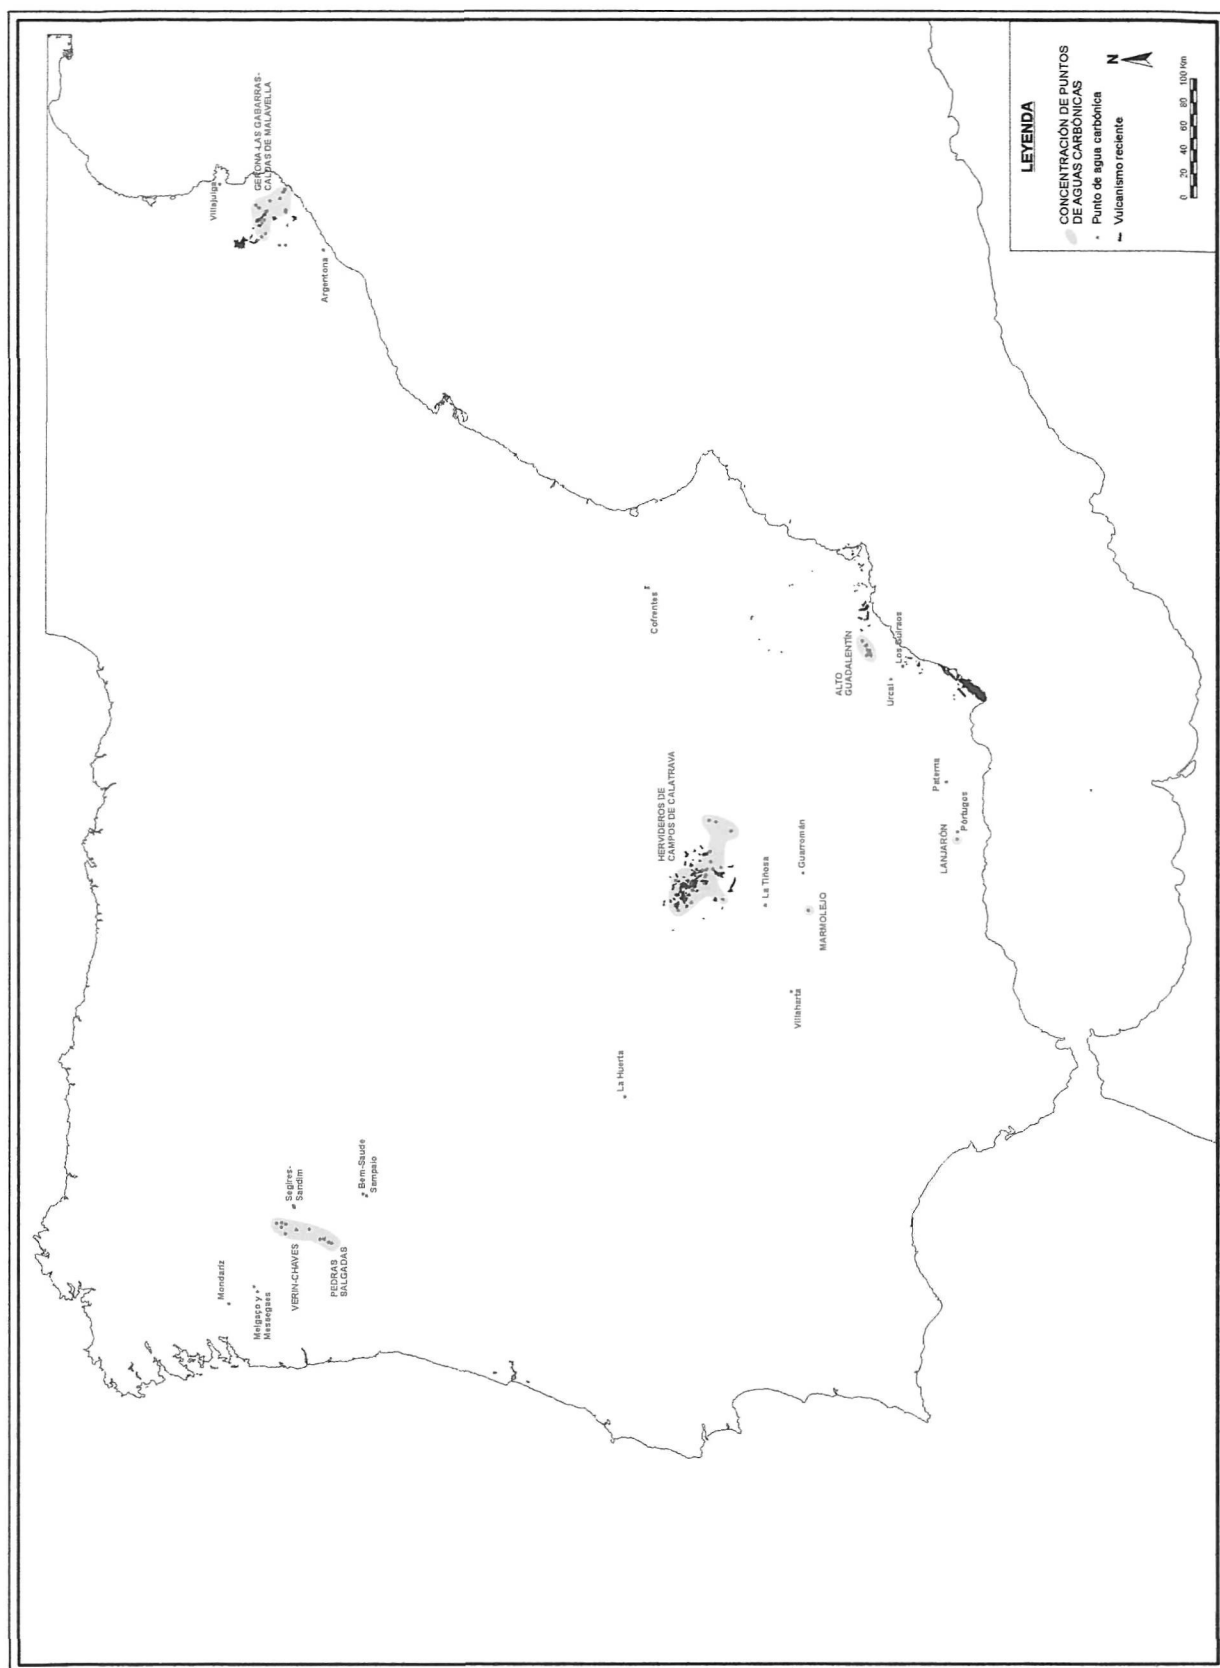 Mondariz
Melgaço y
Messegaes
VERIN-CHAVES
Segires-
Sandim
PEDRAS
SALGADAS
Bem-Saude
Sampaio
La Huerta
Villaharta
MARMOLEJO
La Tiñosa
Guarromán
HERVIDEROS DE
CAMPOS DE CALATRAVA
LANJARÓN
Pórtugos
Paterna
Cofrentes
ALTO
GUADALENTÍN
Urcal
Los Guiraos
Villajuiga
GERONA-LAS GABARRAS-
CALDAS DE MALAVELLA
Argentona
LEYENDA
CONCENTRACIÓN DE PUNTOS
DE AGUAS CARBÓNICAS
Punto de agua carbónica
Vulcanismo reciente
N
0 20 40 60 80 100 Km